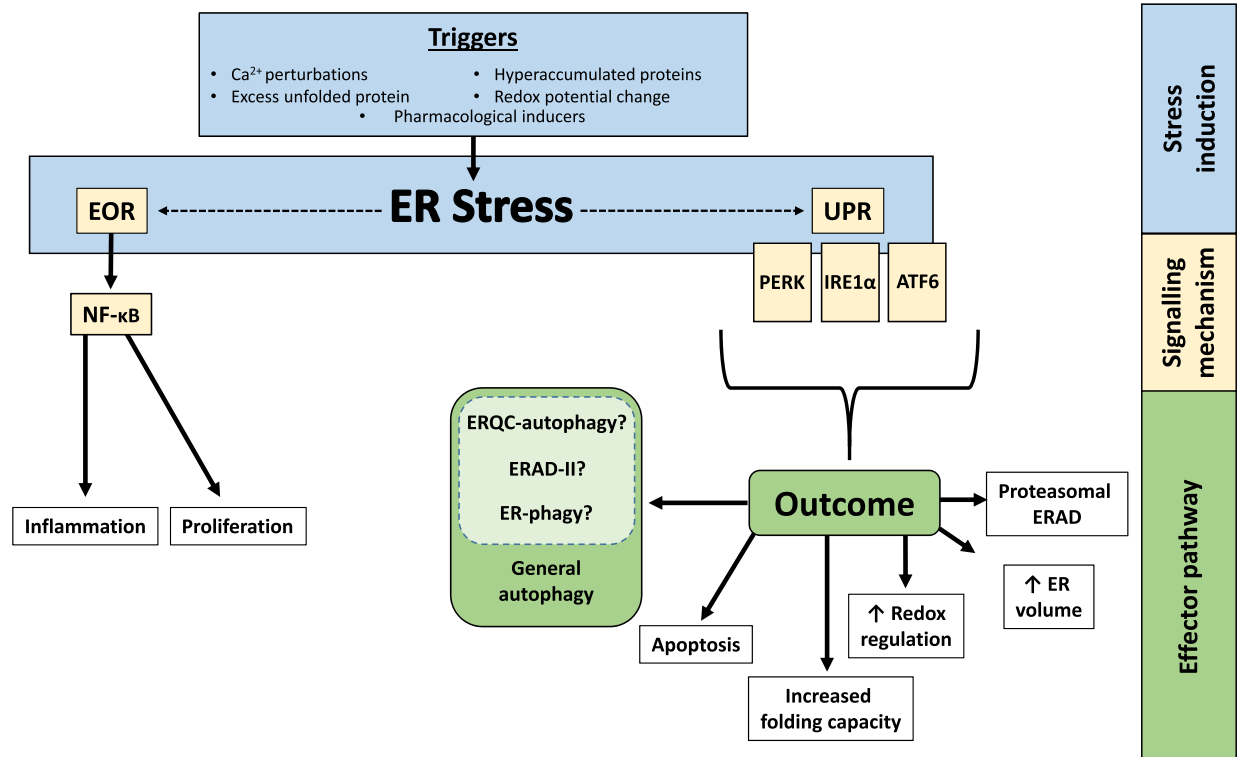 Triggers
• Ca²⁺ perturbations
• Hyperaccumulated proteins
• Excess unfolded protein
• Redox potential change
• Pharmacological inducers
EOR
ER Stress
UPR
PERK
IRE1α
ATF6
NF-κB
Inflammation
Proliferation
ERQC-autophagy?
ERAD-II?
ER-phagy?
General
autophagy
Outcome
Proteasomal
ERAD
↑ ER
volume
↑ Redox
regulation
Apoptosis
Increased
folding capacity
Stress
induction
Signalling
mechanism
Effector pathway